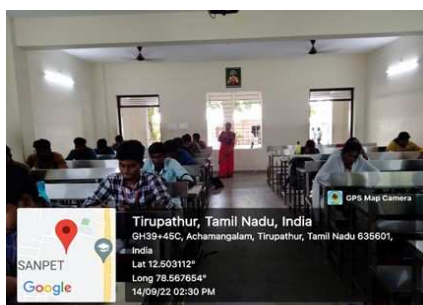 GPS Map Camera
SANPET
Google
Tirupathur, Tamil Nadu, India
GH39+45C, Achamangalam, Tirupathur, Tamil Nadu 635601,
India
Lat 12.503112°
Long 78.567654°
14/09/22 02:30 PM